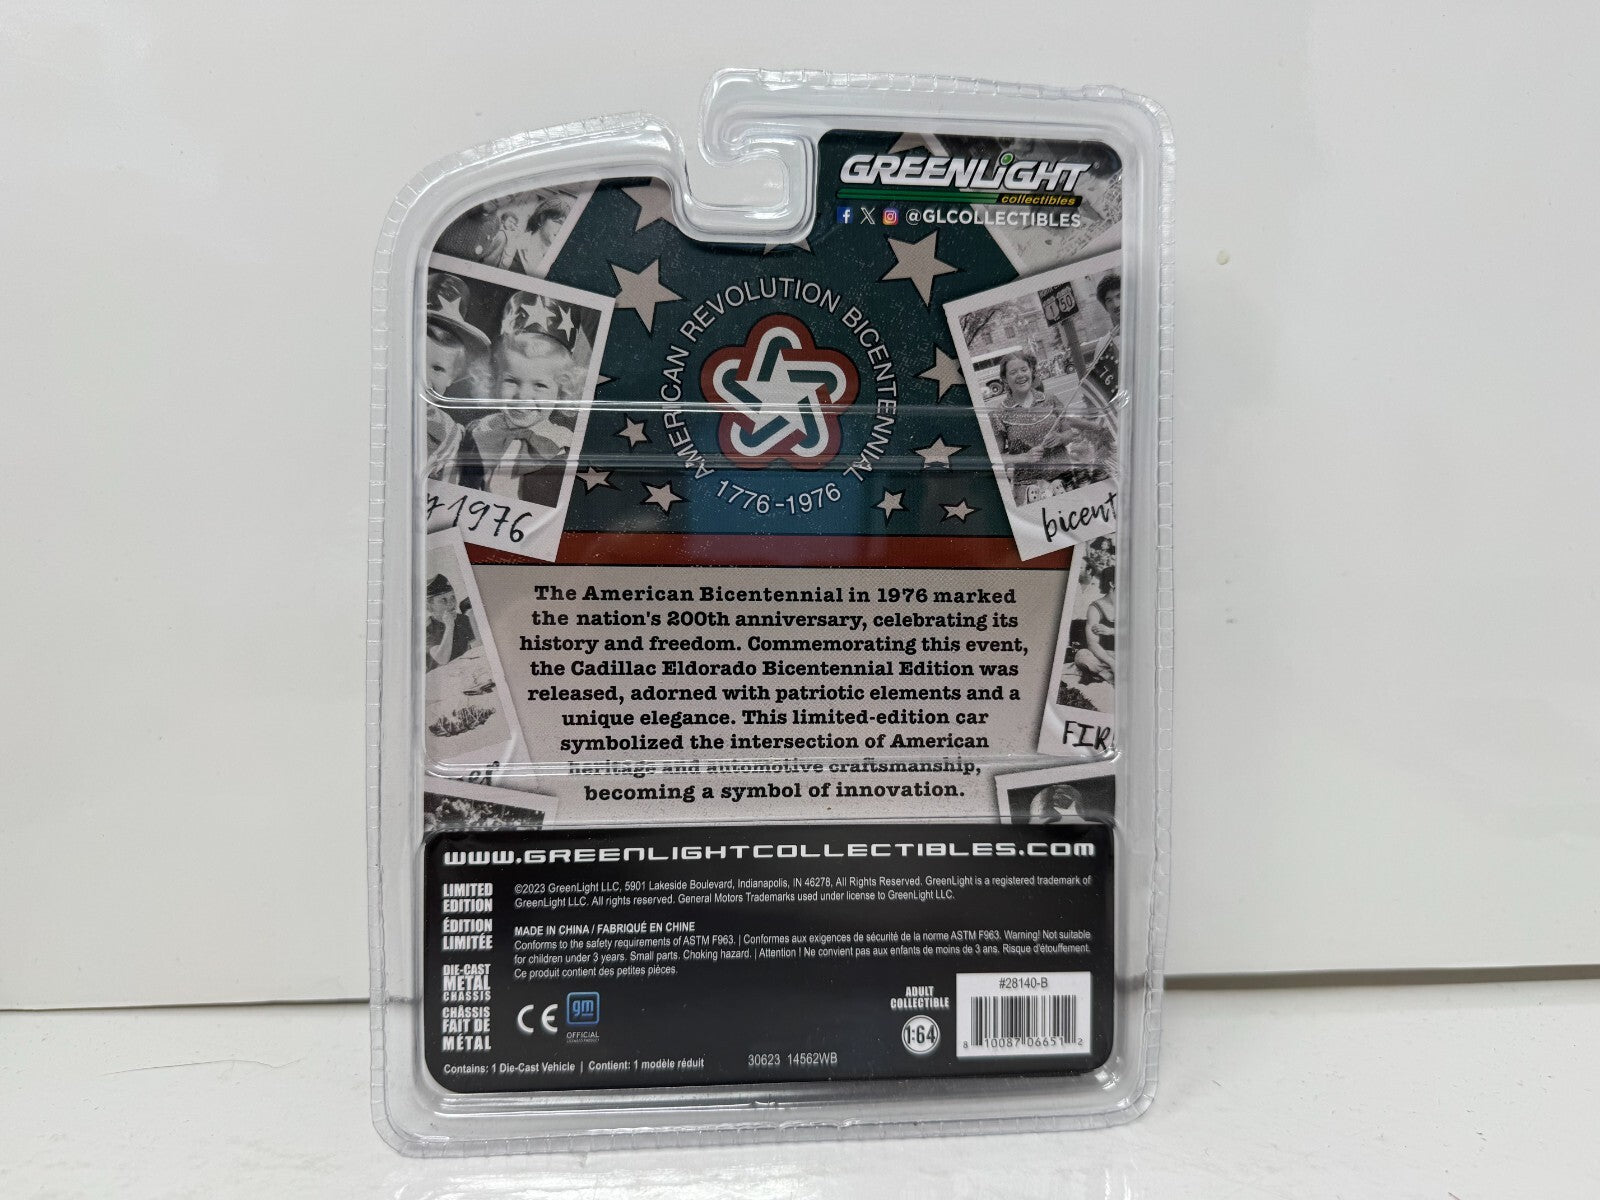 GREENLiGHT
collectibles
@GLCOLLECTIBLES
AMERICAN REVOLUTION BICENTENNIAL
1776-1976
50
76
y 1976
bicent
FIR
The American Bicentennial in 1976 marked
the nation's 200th anniversary, celebrating its
history and freedom. Commemorating this event,
the Cadillac Eldorado Bicentennial Edition was
released, adorned with patriotic elements and a
unique elegance. This limited-edition car
symbolized the intersection of American
heritage and automotive craftsmanship,
becoming a symbol of innovation.
www.GREENLIGHTCOLLECTIBLES.COM
LIMITED
EDITION
ÉDITION
LIMITÉE
DIE-CAST
METAL
CHASSIS
CHÂSSIS
FAIT DE
MÉTAL
©2023 GreenLight LLC, 5901 Lakeside Boulevard, Indianapolis, IN 46278, All Rights Reserved. GreenLight is a registered trademark of
GreenLight LLC. All rights reserved. General Motors Trademarks used under license to GreenLight LLC.
MADE IN CHINA / FABRIQUÉ EN CHINE
Conforms to the safety requirements of ASTM F963. | Conformes aux exigences de sécurité de la norme ASTM F963. Warning! Not suitable
for children under 3 years. Small parts. Choking hazard. | Attention ! Ne convient pas aux enfants de moins de 3 ans. Risque d'étouffement.
Ce produit contient des petites pièces.
CE
gm
OFFICIAL
LICENSED PRODUCT
ADULT
COLLECTIBLE
1:64
#28140-B
8 10087 06651 2
Contains: 1 Die-Cast Vehicle | Contient: 1 modèle réduit
30623 14562WB